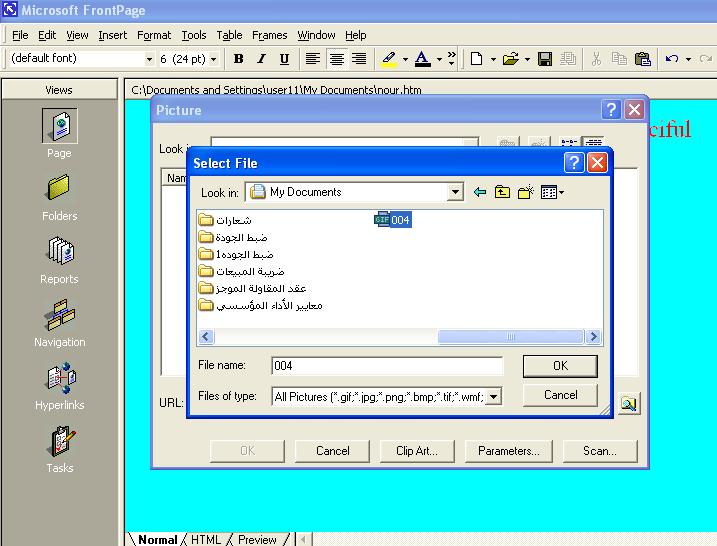 Microsoft FrontPage
File Edit View Insert Format Tools Table Frames Window Help
(default font) 6 (24 pt) B I U A
Views
C:\Documents and Settings\user11\My Documents\nour.htm
Page
Folders
Reports
Navigation
Hyperlinks
Tasks
ciful
Picture
Look i
Nam
Select File
Look in: My Documents
شعارات
ضبط الجودة
ضبط الجوده1
ضريبة المبيعات
عقد المقاولة الموجز
معايير الأداء المؤسسي
GIF 004
File name: 004 OK
Files of type: All Pictures (*.gif;*.jpg;*.png;*.bmp;*.tif;*.wmf; Cancel
URL:
OK Cancel Clip Art... Parameters... Scan...
Normal HTML Preview